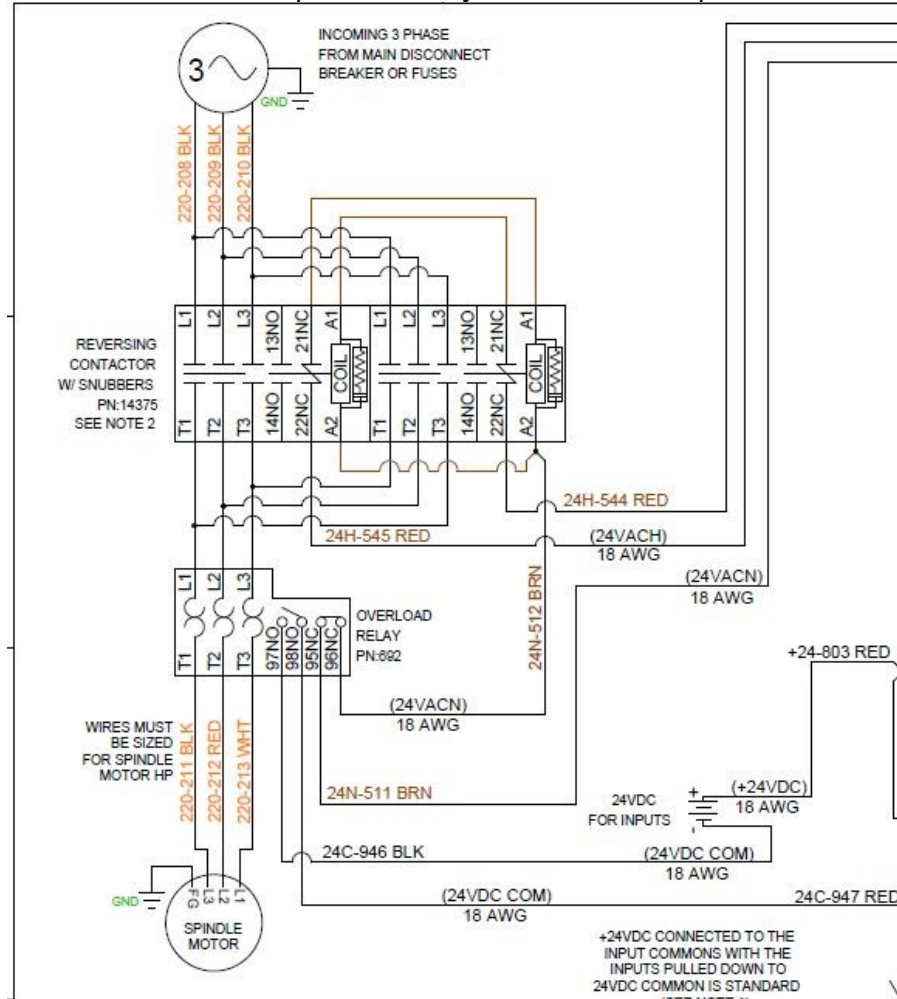 INCOMING 3 PHASE
FROM MAIN DISCONNECT
BREAKER OR FUSES
3
GND
220-208 BLK
220-209 BLK
220-210 BLK
L1
L2
L3
13NO
21NC
A1
L1
L2
L3
13NO
21NC
A1
REVERSING
CONTACTOR
W/ SNUBBERS
PN:14375
SEE NOTE 2
COIL
COIL
T1
T2
T3
14NO
22NC
A2
T1
T2
T3
14NO
22NC
A2
24H-544 RED
24H-545 RED
(24VACH)
18 AWG
(24VACN)
18 AWG
24N-512 BRN
L1
L2
L3
OVERLOAD
RELAY
PN:692
T1
T2
T3
97NO
98NO
95NC
96NC
+24-803 RED
(24VACN)
18 AWG
WIRES MUST
BE SIZED
FOR SPINDLE
MOTOR HP
220-211 BLK
220-212 RED
220-213 WHT
24N-511 BRN
24VDC
FOR INPUTS
+
-
(+24VDC)
18 AWG
24C-946 BLK
(24VDC COM)
18 AWG
(24VDC COM)
18 AWG
24C-947 RED
GND
FG
L3
L2
L1
SPINDLE
MOTOR
+24VDC CONNECTED TO THE
INPUT COMMONS WITH THE
INPUTS PULLED DOWN TO
24VDC COMMON IS STANDARD